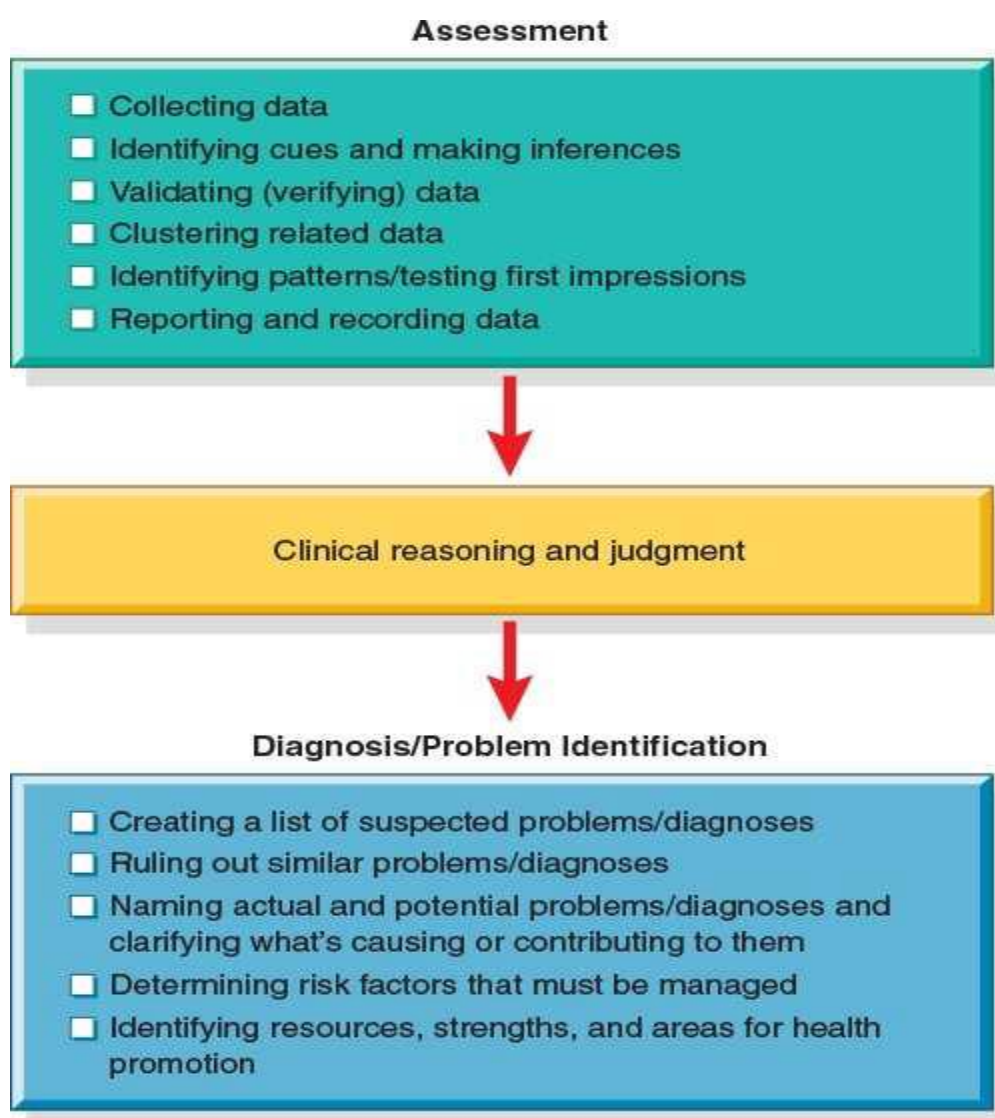 Assessment
Collecting data
Identifying cues and making inferences
Validating (verifying) data
Clustering related data
Identifying patterns/testing first impressions
Reporting and recording data
Clinical reasoning and judgment
Diagnosis/Problem Identification
Creating a list of suspected problems/diagnoses
Ruling out similar problems/diagnoses
Naming actual and potential problems/diagnoses and
clarifying what's causing or contributing to them
Determining risk factors that must be managed
Identifying resources, strengths, and areas for health
promotion